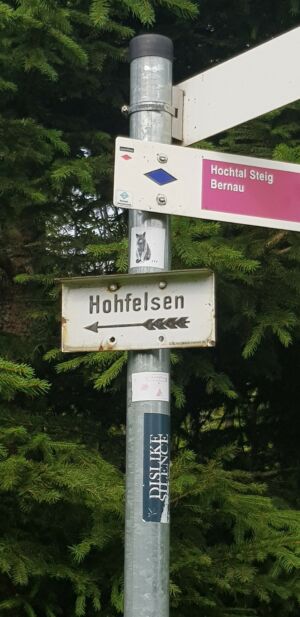 Hochtal Steig
Bernau
Hohfelsen
DISLIKE
SILENCE